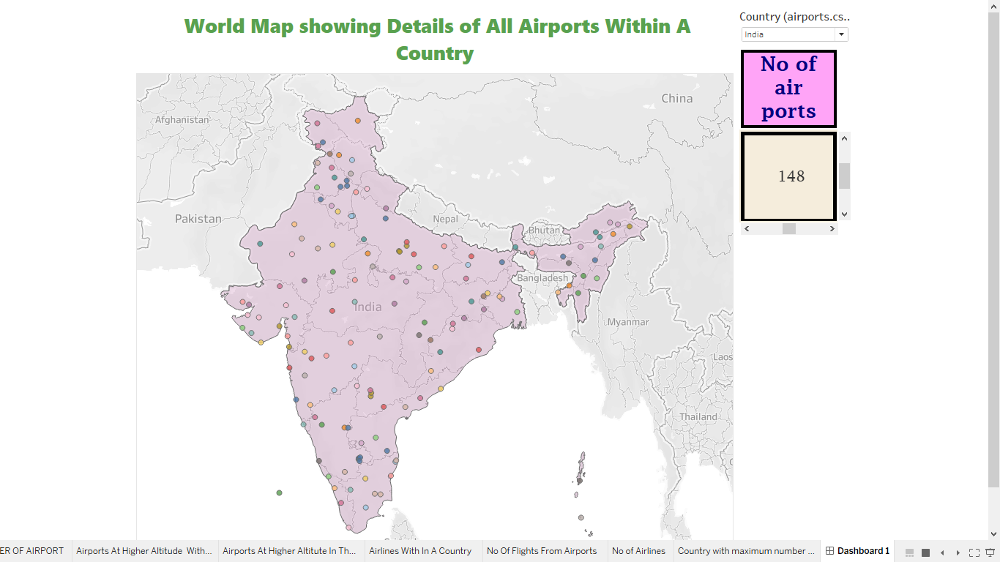 World Map showing Details of All Airports Within A
Country
Country (airports.cs..
India
No of
air
ports
148
China
Afghanistan
Pakistan
Nepal
Bhutan
Bangladesh
India
Myanmar
Laos
Thailand
ER OF AIRPORT
Airports At Higher Altitude With...
Airports At Higher Altitute In Th...
Airlines With In A Country
No Of Flights From Airports
No of Airlines
Country with maximum number ...
Dashboard 1